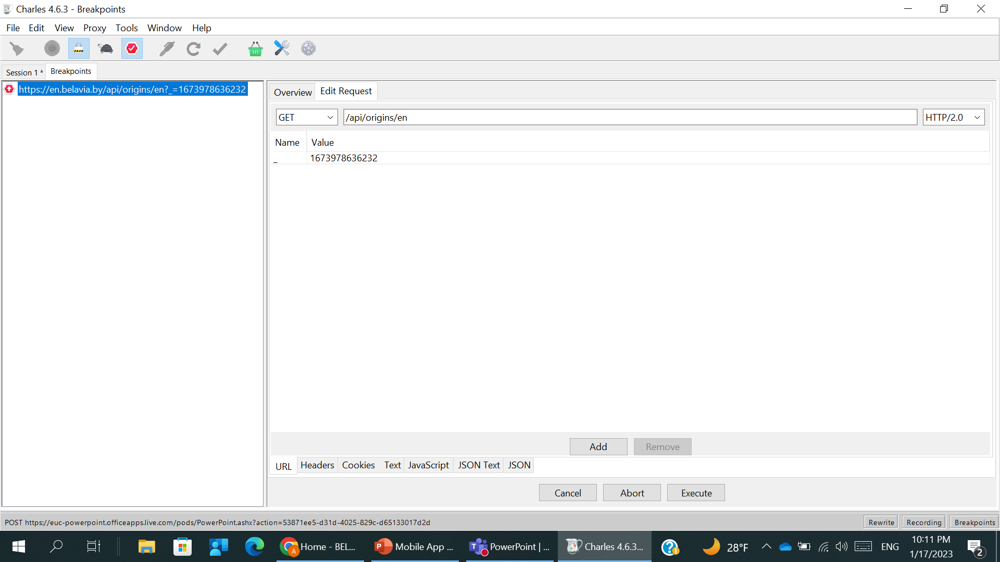 Charles 4.6.3 - Breakpoints
File Edit View Proxy Tools Window Help
Session 1 * Breakpoints
https://en.belavia.by/api/origins/en?_=1673978636232
Overview Edit Request
GET /api/origins/en HTTP/2.0
Name Value
_ 1673978636232
Add Remove
URL Headers Cookies Text JavaScript JSON Text JSON
Cancel Abort Execute
POST https://euc-powerpoint.officeapps.live.com/pods/PowerPoint.ashx?action=53871ee5-d31d-4025-829c-d65133017d2d Rewrite Recording Breakpoints
A Home - BEL... P Mobile App ... T PowerPoint | ... Charles 4.6.3... ? 28°F ENG 10:11 PM
1/17/2023 2